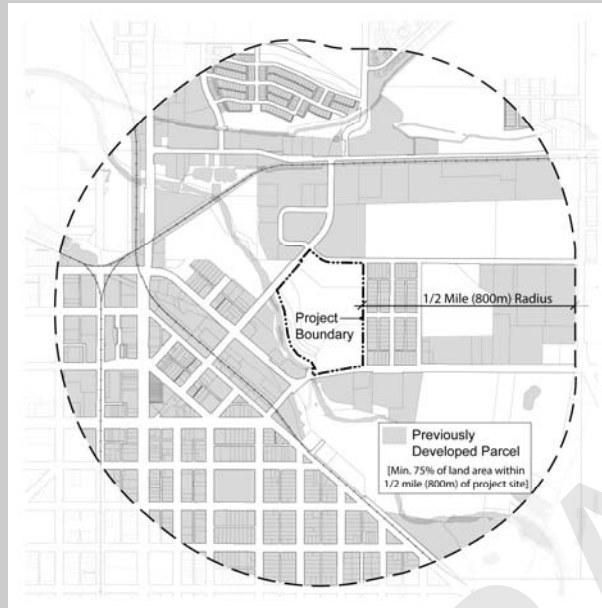 1/2 Mile (800m) Radius
Project
Boundary
Previously
Developed Parcel
[Min. 75% of land area within
1/2 mile (800m) of project site]